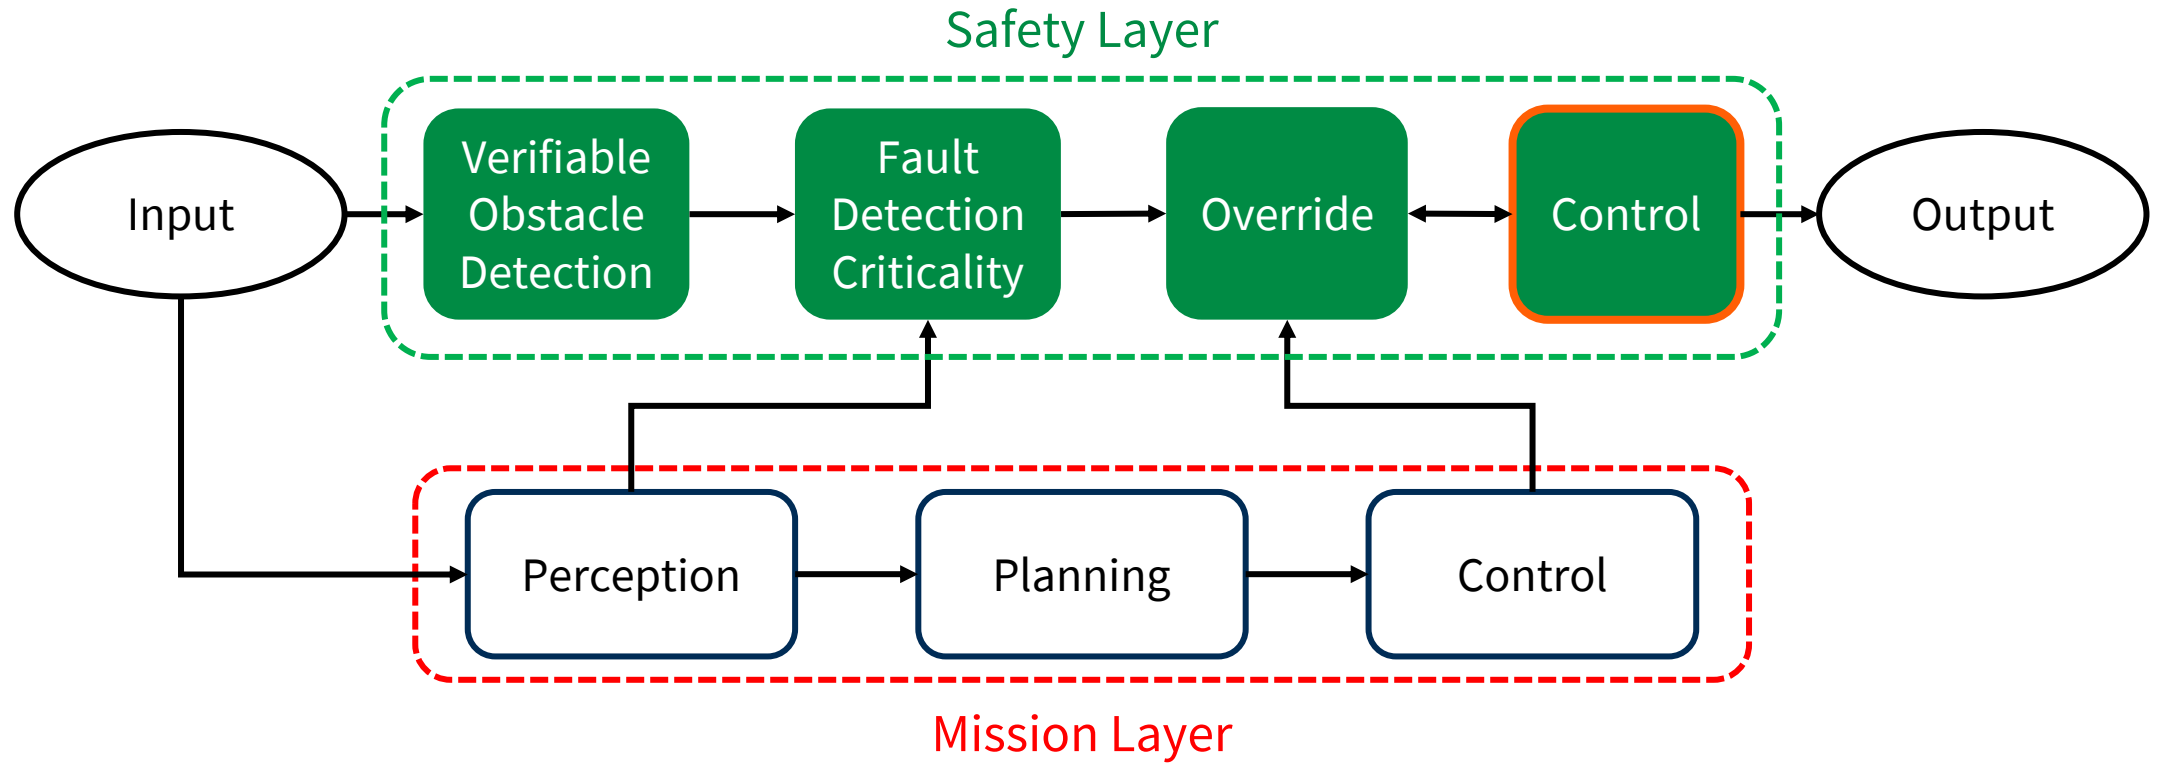 Safety Layer
Input
Verifiable
Obstacle
Detection
Fault
Detection
Criticality
Override
Control
Output
Perception
Planning
Control
Mission Layer